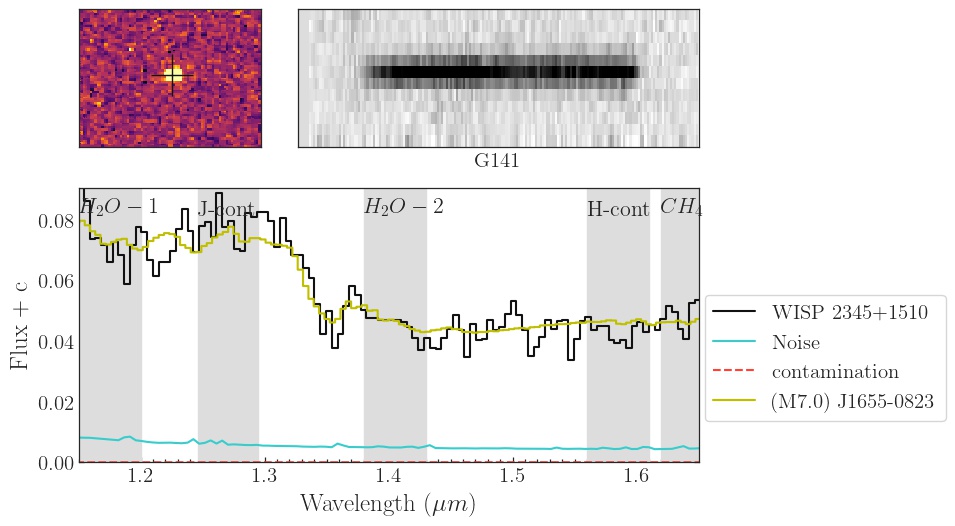 G141
H₂O − 1
J-cont
H₂O − 2
H-cont
CH₄
0.08
0.06
0.04
0.02
0.00
Flux + c
1.2
1.3
1.4
1.5
1.6
Wavelength (μm)
WISP 2345+1510
Noise
contamination
(M7.0) J1655-0823